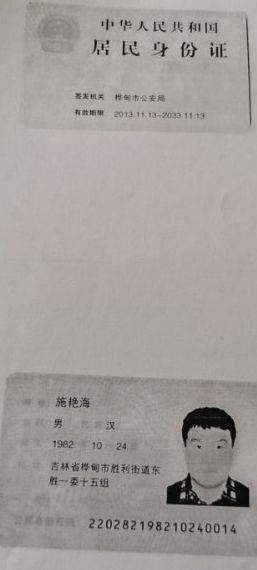 中华人民共和国
居民身份证
签发机关 桦甸市公安局
有效期限 2013.11.13-2033.11.13
施艳海
男 汉
1982 10 24
吉林省桦甸市胜利街道东
胜一委十五组
220282198210240014